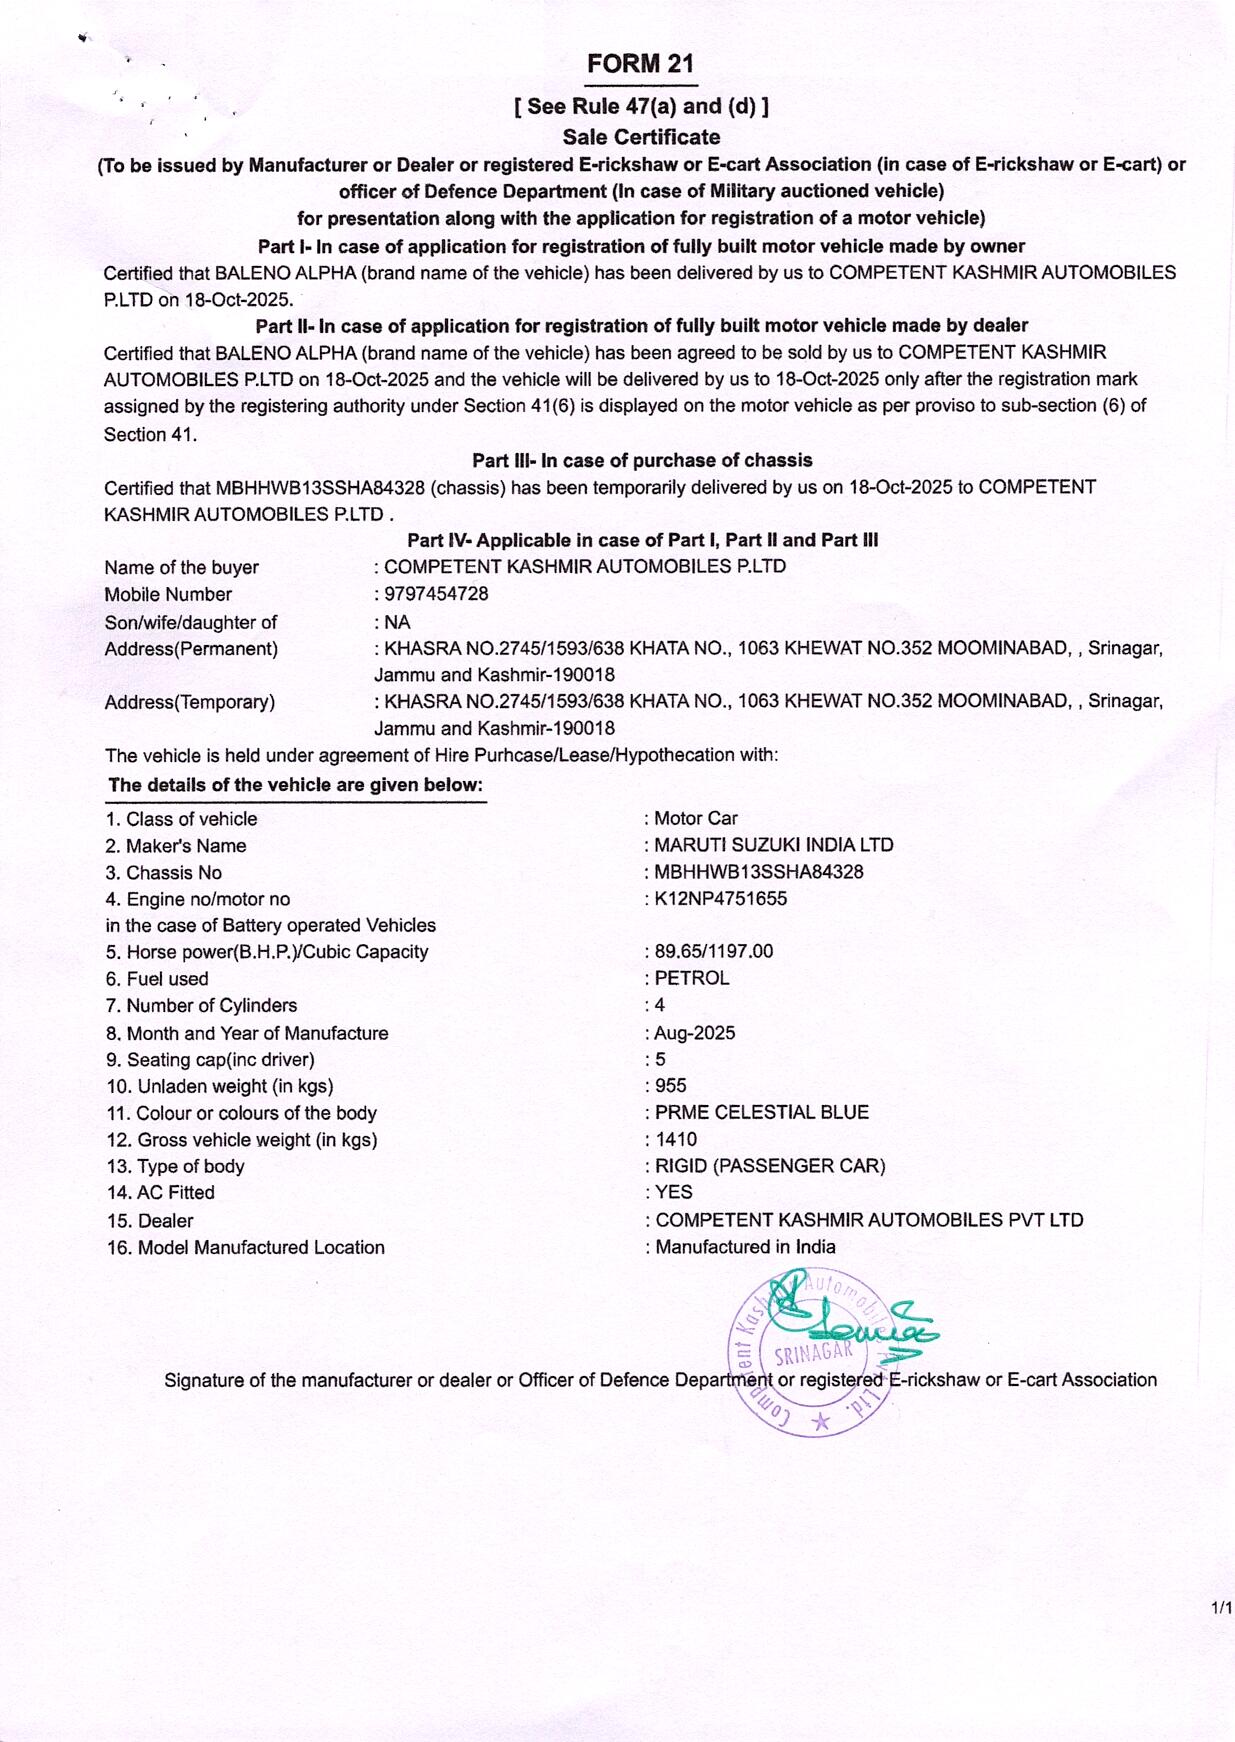 FORM 21
[ See Rule 47(a) and (d) ]
Sale Certificate
(To be issued by Manufacturer or Dealer or registered E-rickshaw or E-cart Association (in case of E-rickshaw or E-cart) or
officer of Defence Department (In case of Military auctioned vehicle)
for presentation along with the application for registration of a motor vehicle)
Part I- In case of application for registration of fully built motor vehicle made by owner
Certified that BALENO ALPHA (brand name of the vehicle) has been delivered by us to COMPETENT KASHMIR AUTOMOBILES
P.LTD on 18-Oct-2025.
Part II- In case of application for registration of fully built motor vehicle made by dealer
Certified that BALENO ALPHA (brand name of the vehicle) has been agreed to be sold by us to COMPETENT KASHMIR
AUTOMOBILES P.LTD on 18-Oct-2025 and the vehicle will be delivered by us to 18-Oct-2025 only after the registration mark
assigned by the registering authority under Section 41(6) is displayed on the motor vehicle as per proviso to sub-section (6) of
Section 41.
Part III- In case of purchase of chassis
Certified that MBHHWB13SSHA84328 (chassis) has been temporarily delivered by us on 18-Oct-2025 to COMPETENT
KASHMIR AUTOMOBILES P.LTD .
Part IV- Applicable in case of Part I, Part II and Part III
Name of the buyer : COMPETENT KASHMIR AUTOMOBILES P.LTD
Mobile Number : 9797454728
Son/wife/daughter of : NA
Address(Permanent) : KHASRA NO.2745/1593/638 KHATA NO., 1063 KHEWAT NO.352 MOOMINABAD, , Srinagar,
Jammu and Kashmir-190018
Address(Temporary) : KHASRA NO.2745/1593/638 KHATA NO., 1063 KHEWAT NO.352 MOOMINABAD, , Srinagar,
Jammu and Kashmir-190018
The vehicle is held under agreement of Hire Purhcase/Lease/Hypothecation with:
The details of the vehicle are given below:
1. Class of vehicle : Motor Car
2. Maker's Name : MARUTI SUZUKI INDIA LTD
3. Chassis No : MBHHWB13SSHA84328
4. Engine no/motor no : K12NP4751655
in the case of Battery operated Vehicles
5. Horse power(B.H.P.)/Cubic Capacity : 89.65/1197.00
6. Fuel used : PETROL
7. Number of Cylinders : 4
8. Month and Year of Manufacture : Aug-2025
9. Seating cap(inc driver) : 5
10. Unladen weight (in kgs) : 955
11. Colour or colours of the body : PRME CELESTIAL BLUE
12. Gross vehicle weight (in kgs) : 1410
13. Type of body : RIGID (PASSENGER CAR)
14. AC Fitted : YES
15. Dealer : COMPETENT KASHMIR AUTOMOBILES PVT LTD
16. Model Manufactured Location : Manufactured in India
Competent Kashmir Automobiles Pvt. Ltd.
SRINAGAR
Signature of the manufacturer or dealer or Officer of Defence Department or registered E-rickshaw or E-cart Association
1/1